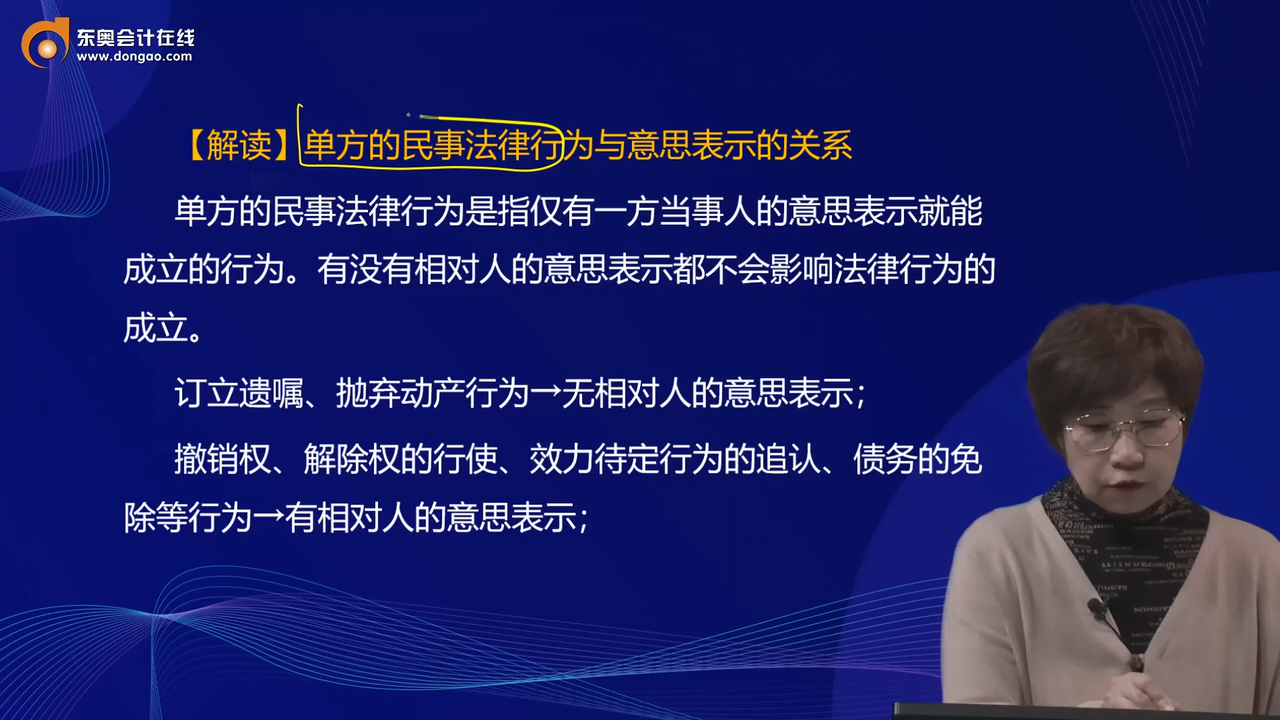 东奥会计在线
www.dongao.com
【解读】单方的民事法律行为与意思表示的关系
单方的民事法律行为是指仅有一方当事人的意思表示就能
成立的行为。有没有相对人的意思表示都不会影响法律行为的
成立。
订立遗嘱、抛弃动产行为→无相对人的意思表示；
撤销权、解除权的行使、效力待定行为的追认、债务的免
除等行为→有相对人的意思表示；